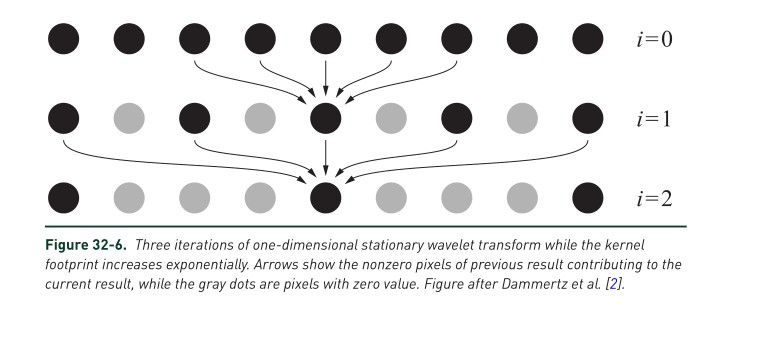 i=0
i=1
i=2
Figure 32-6. Three iterations of one-dimensional stationary wavelet transform while the kernel
footprint increases exponentially. Arrows show the nonzero pixels of previous result contributing to the
current result, while the gray dots are pixels with zero value. Figure after Dammertz et al. [2].